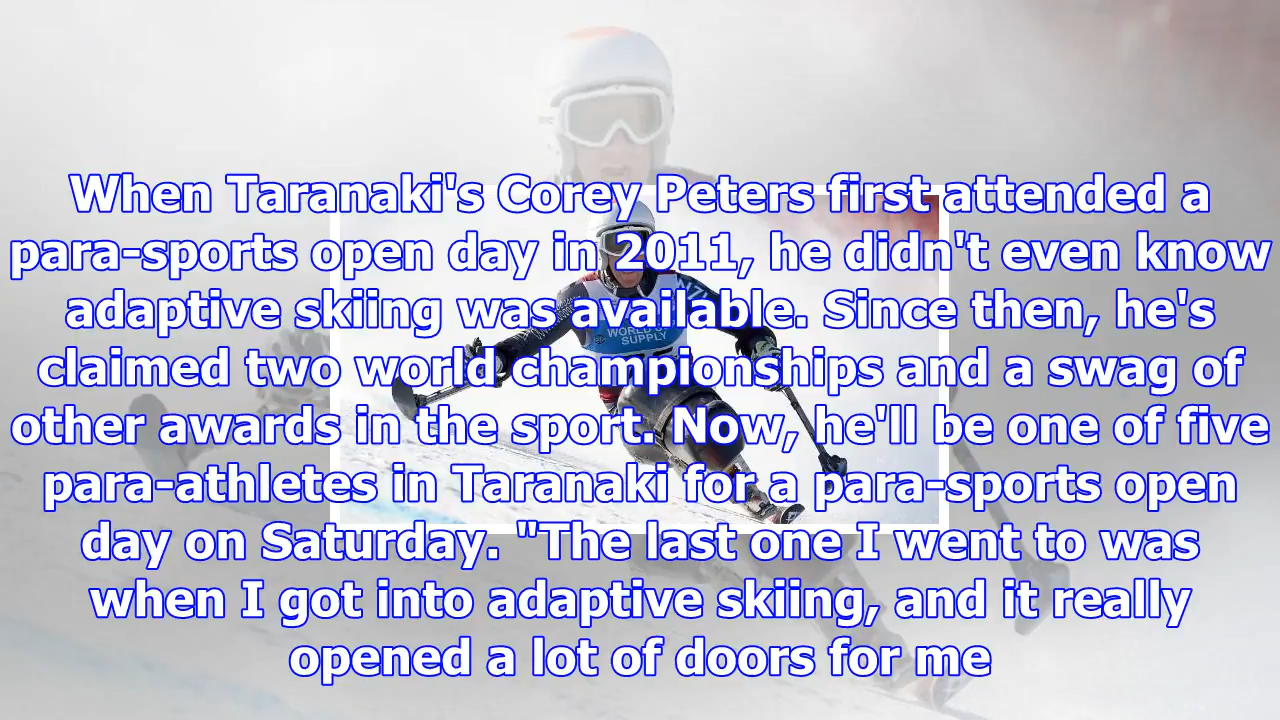 When Taranaki's Corey Peters first attended a
para-sports open day in 2011, he didn't even know
adaptive skiing was available. Since then, he's
claimed two world championships and a swag of
other awards in the sport. Now, he'll be one of five
para-athletes in Taranaki for a para-sports open
day on Saturday. "The last one I went to was
when I got into adaptive skiing, and it really
opened a lot of doors for me
SUPPLY